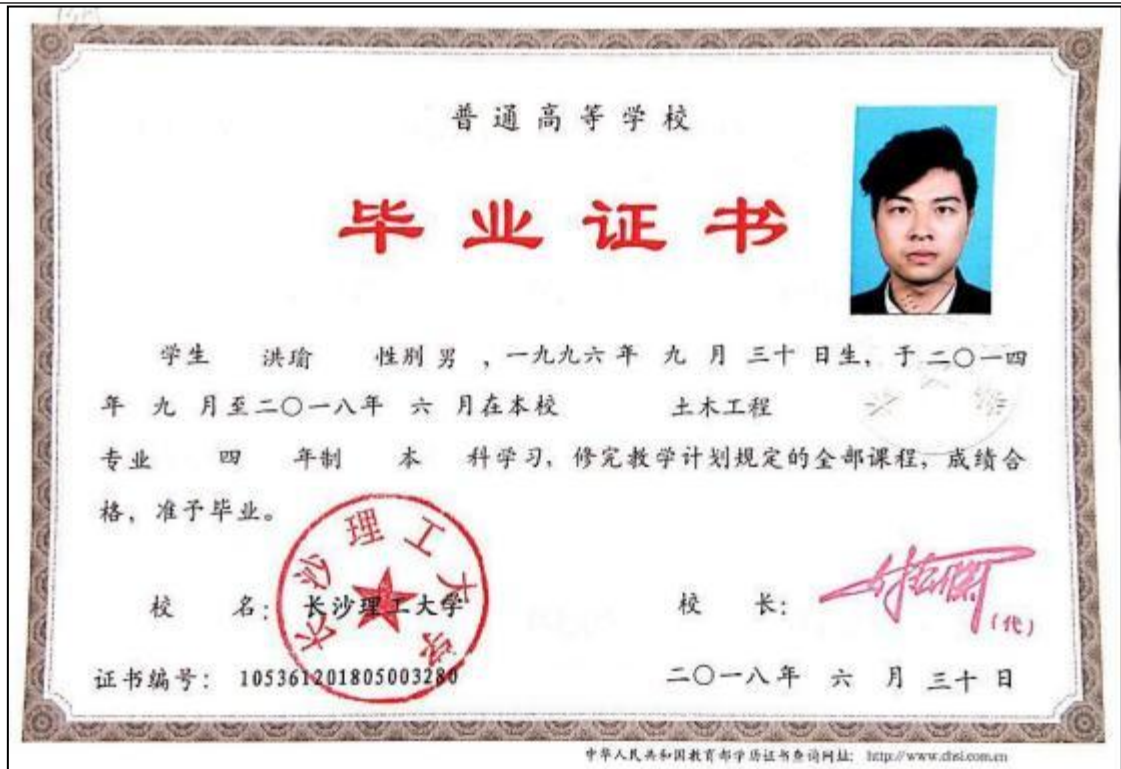 普通高等学校
毕业证书
学生 洪瑜 性别 男 ，一九九六年 九 月 三十 日生，于二〇一四
年 九 月至二〇一八年 六 月在本校 土木工程
专业 四 年制 本 科学习，修完教学计划规定的全部课程，成绩合
格，准予毕业。
长沙理工大学
校 名：长沙理工大学
校 长：
(代)
证书编号：105361201805003280
二〇一八年 六 月 三十 日
中华人民共和国教育部学历证书查询网址：http://www.chsi.com.cn